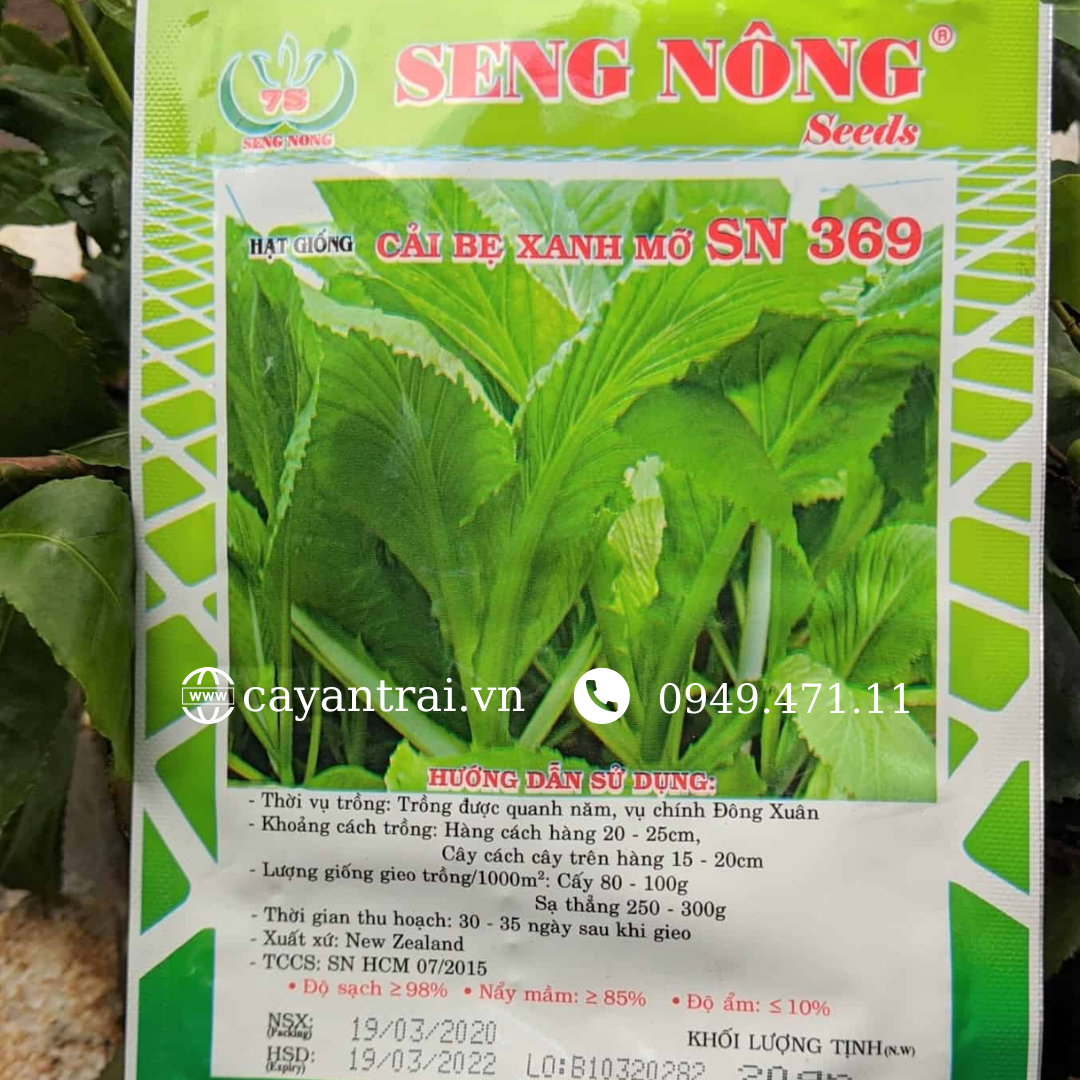 7S
SENG NONG
SENG NÔNG®
Seeds
HẠT GIỐNG CẢI BẸ XANH MỠ SN 369
www cayantrai.vn 0949.471.11
HƯỚNG DẪN SỬ DỤNG:
- Thời vụ trồng: Trồng được quanh năm, vụ chính Đông Xuân
- Khoảng cách trồng: Hàng cách hàng 20 - 25cm,
Cây cách cây trên hàng 15 - 20cm
- Lượng giống gieo trồng/1000m²: Cấy 80 - 100g
Sạ thẳng 250 - 300g
- Thời gian thu hoạch: 30 - 35 ngày sau khi gieo
- Xuất xứ: New Zealand
- TCCS: SN HCM 07/2015
• Độ sạch ≥ 98% • Nẩy mầm: ≥ 85% • Độ ẩm: ≤ 10%
NSX: 19/03/2020
(Packing)
KHỐI LƯỢNG TỊNH (N.W)
HSD: 19/03/2022 LO:B10320282
(Expiry)